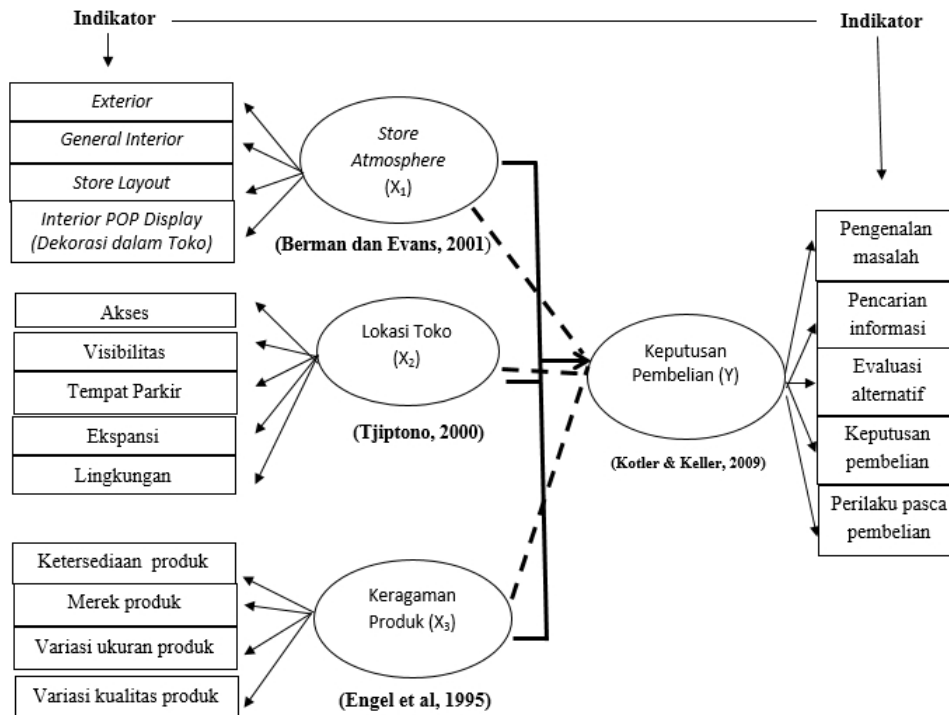 Indikator
Indikator
Exterior
General Interior
Store Layout
Interior POP Display
(Dekorasi dalam Toko)
Store
Atmosphere
(X₁)
(Berman dan Evans, 2001)
Akses
Visibilitas
Tempat Parkir
Ekspansi
Lingkungan
Lokasi Toko
(X₂)
(Tjiptono, 2000)
Ketersediaan produk
Merek produk
Variasi ukuran produk
Variasi kualitas produk
Keragaman
Produk (X₃)
(Engel et al, 1995)
Keputusan
Pembelian (Y)
(Kotler & Keller, 2009)
Pengenalan
masalah
Pencarian
informasi
Evaluasi
alternatif
Keputusan
pembelian
Perilaku pasca
pembelian